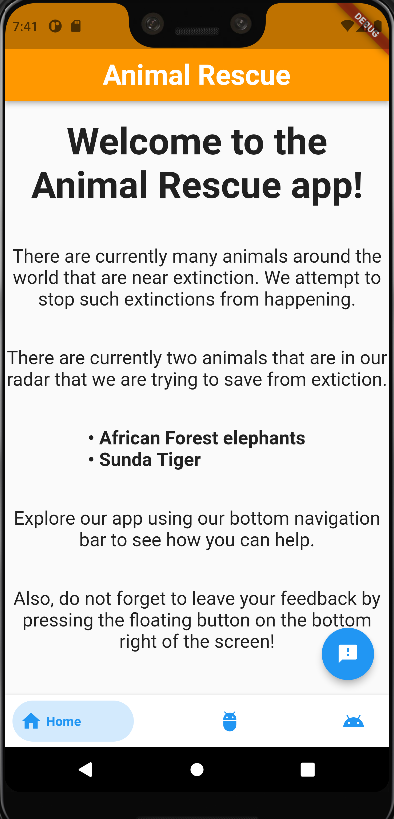 7:41
DEBUG
Animal Rescue
Welcome to the
Animal Rescue app!
There are currently many animals around the
world that are near extinction. We attempt to
stop such extinctions from happening.
There are currently two animals that are in our
radar that we are trying to save from extiction.
• African Forest elephants
• Sunda Tiger
Explore our app using our bottom navigation
bar to see how you can help.
Also, do not forget to leave your feedback by
pressing the floating button on the bottom
right of the screen!
Home